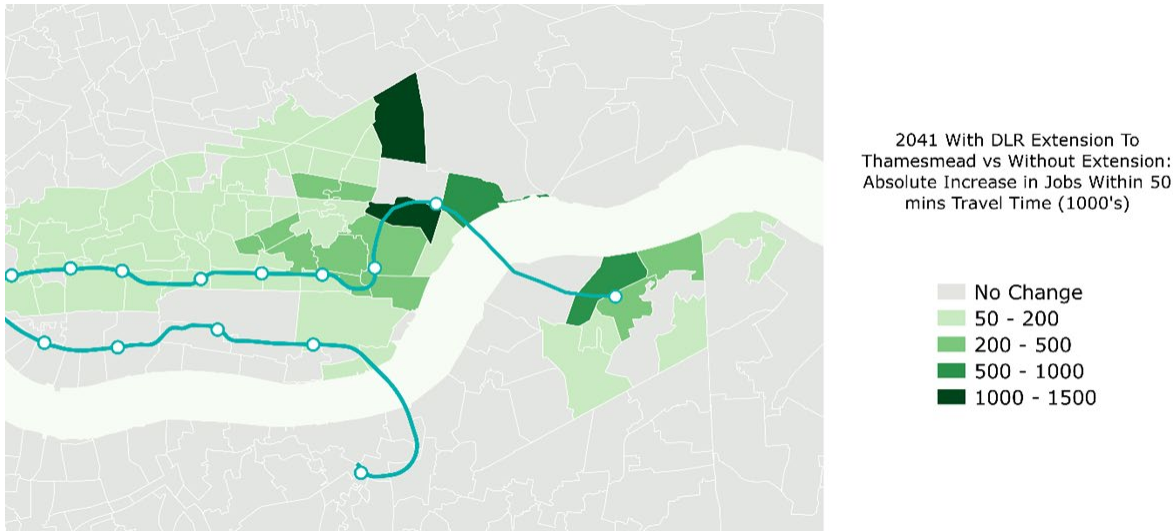 2041 With DLR Extension To
Thamesmead vs Without Extension:
Absolute Increase in Jobs Within 50
mins Travel Time (1000's)
No Change
50 - 200
200 - 500
500 - 1000
1000 - 1500